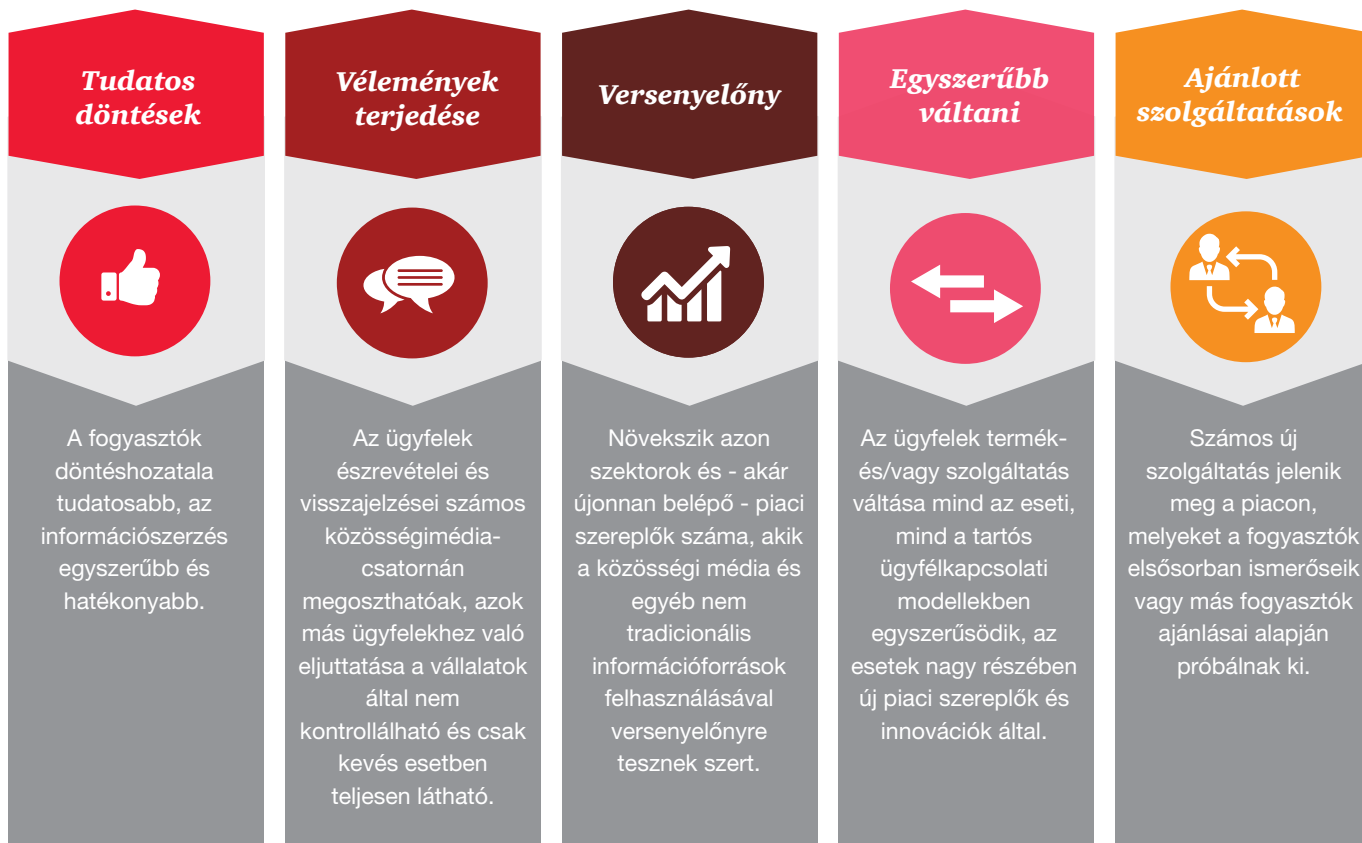 Tudatos
döntések
A fogyasztók
döntéshozatala
tudatosabb, az
információszerzés
egyszerűbb és
hatékonyabb.
Vélemények
terjedése
Az ügyfelek
észrevételei és
visszajelzései számos
közösségimédia-
csatornán
megoszthatóak, azok
más ügyfelekhez való
eljuttatása a vállalatok
által nem
kontrollálható és csak
kevés esetben
teljesen látható.
Versenyelőny
Növekszik azon
szektorok és - akár
újonnan belépő - piaci
szereplők száma, akik
a közösségi média és
egyéb nem
tradicionális
információforrások
felhasználásával
versenyelőnyre
tesznek szert.
Egyszerűbb
váltani
Az ügyfelek termék-
és/vagy szolgáltatás
váltása mind az eseti,
mind a tartós
ügyfélkapcsolati
modellekben
egyszerűsödik, az
esetek nagy részében
új piaci szereplők és
innovációk által.
Ajánlott
szolgáltatások
Számos új
szolgáltatás jelenik
meg a piacon,
melyeket a fogyasztók
elsősorban ismerőseik
vagy más fogyasztók
ajánlásai alapján
próbálnak ki.